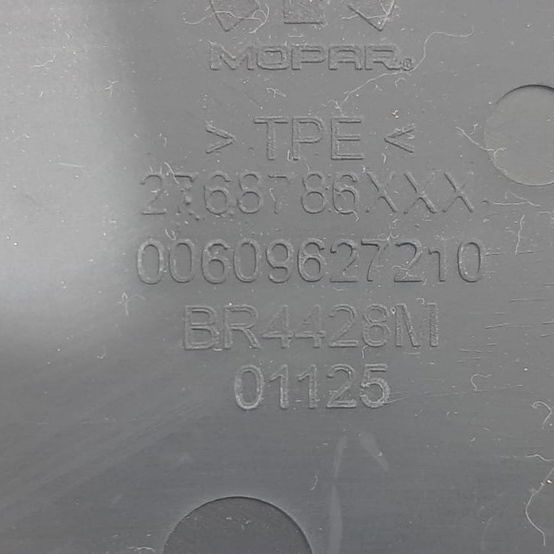 MOPAR®
> TPE <
2768786XXX
00609627210
BR4428M
01125